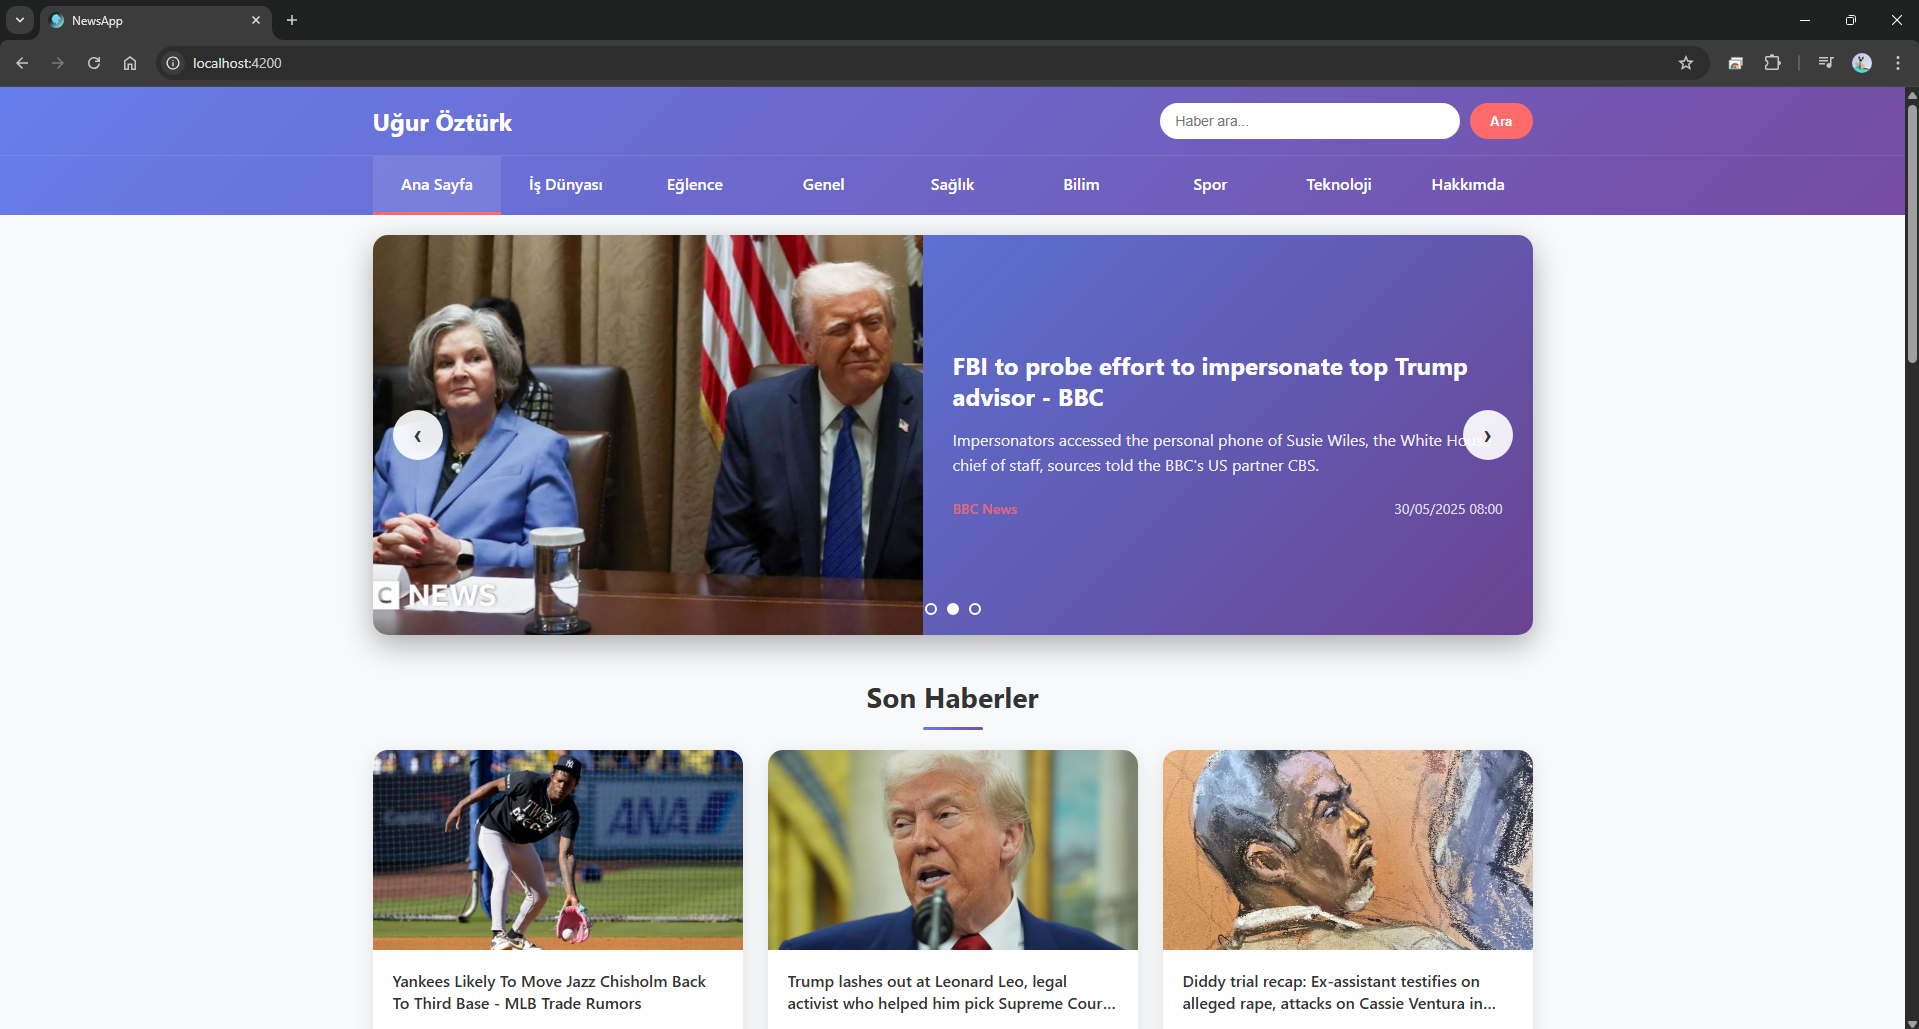 NewsApp
localhost:4200
Uğur Öztürk
Haber ara...
Ara
Ana Sayfa
İş Dünyası
Eğlence
Genel
Sağlık
Bilim
Spor
Teknoloji
Hakkımda
FBI to probe effort to impersonate top Trump
advisor - BBC
Impersonators accessed the personal phone of Susie Wiles, the White House
chief of staff, sources told the BBC's US partner CBS.
BBC News
30/05/2025 08:00
C NEWS
Son Haberler
ANA
Yankees Likely To Move Jazz Chisholm Back
To Third Base - MLB Trade Rumors
Trump lashes out at Leonard Leo, legal
activist who helped him pick Supreme Cour...
Diddy trial recap: Ex-assistant testifies on
alleged rape, attacks on Cassie Ventura in...